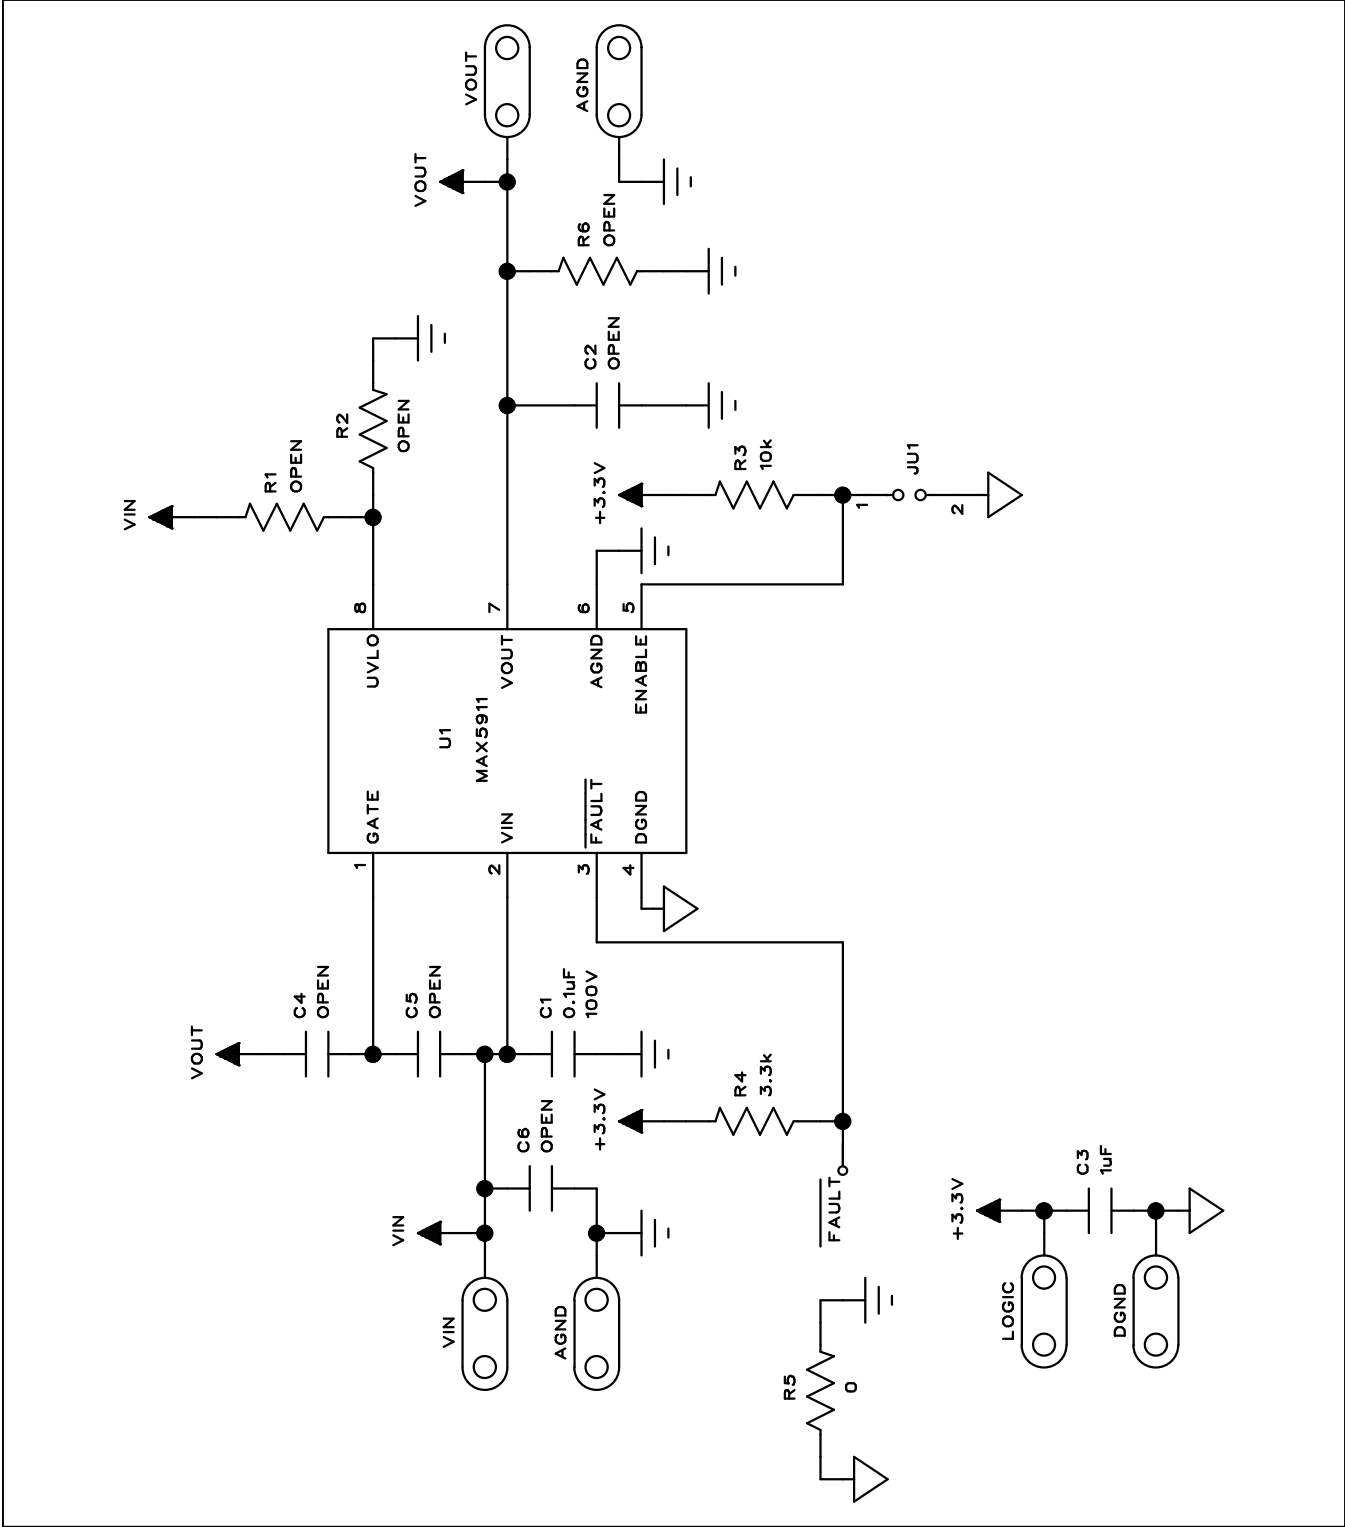 VOUT
C4
OPEN
VIN
R1
OPEN
R2
OPEN
C5
OPEN
1
GATE
UVLO
8
U1
MAX5911
VOUT
VOUT
VIN
VIN
2
VIN
VOUT
7
C6
OPEN
C1
0.1uF
100V
C2
OPEN
R6
OPEN
AGND
AGND
3
FAULT
AGND
6
4
DGND
ENABLE
5
+3.3V
R4
3.3k
+3.3V
R3
10k
FAULT
1
JU1
2
R5
0
+3.3V
LOGIC
C3
1uF
DGND